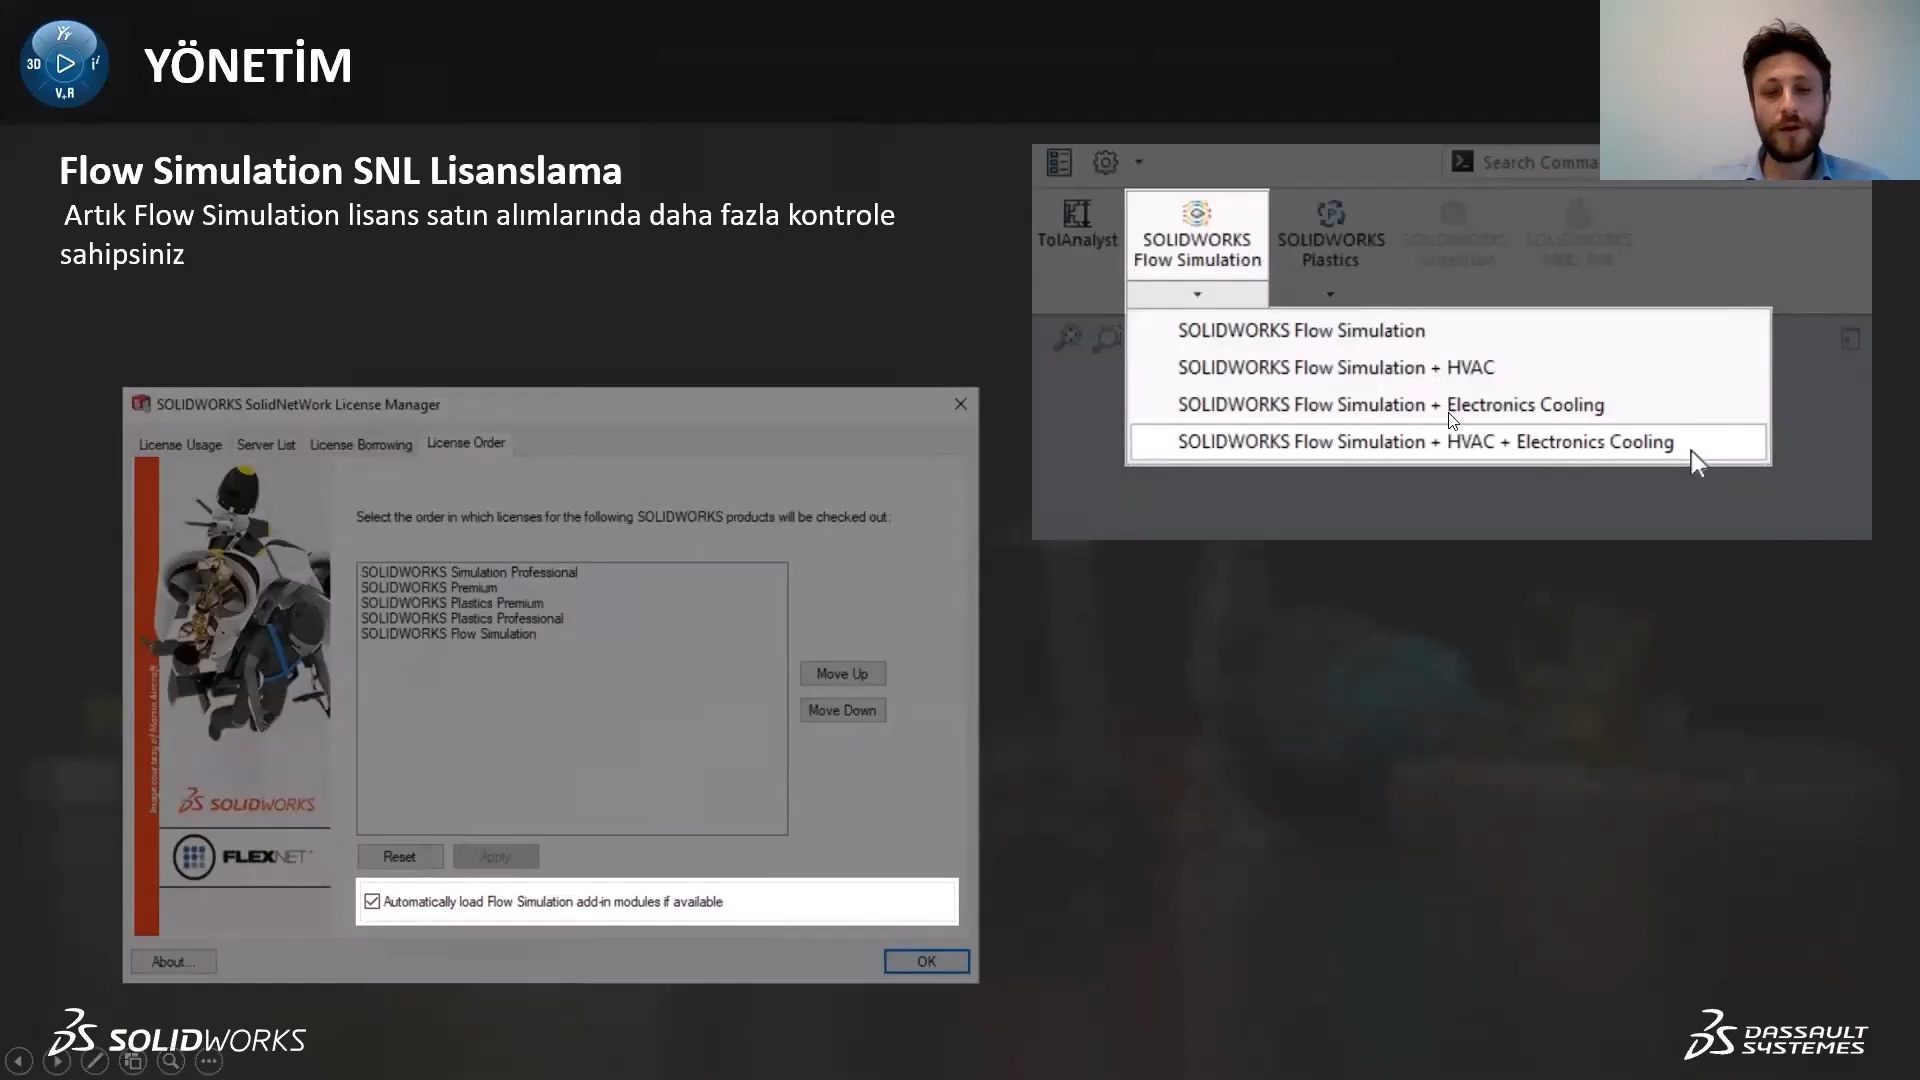 3D
V+R
YÖNETİM
Flow Simulation SNL Lisanslama
Artık Flow Simulation lisans satın alımlarında daha fazla kontrole
sahipsiniz
Search Comma
TolAnalyst
SOLIDWORKS
Flow Simulation
SOLIDWORKS
Plastics
SOLIDWORKS Flow Simulation
SOLIDWORKS Flow Simulation + HVAC
SOLIDWORKS Flow Simulation + Electronics Cooling
SOLIDWORKS Flow Simulation + HVAC + Electronics Cooling
SOLIDWORKS SolidNetWork License Manager
License Usage
Server List
License Borrowing
License Order
Select the order in which licenses for the following SOLIDWORKS products will be checked out:
SOLIDWORKS Simulation Professional
SOLIDWORKS Premium
SOLIDWORKS Plastics Premium
SOLIDWORKS Plastics Professional
SOLIDWORKS Flow Simulation
Move Up
Move Down
Image courtesy of Martin Aircraft
SOLIDWORKS
FLEXNET
Reset
Apply
Automatically load Flow Simulation add-in modules if available
About...
OK
SOLIDWORKS
DASSAULT
SYSTEMES